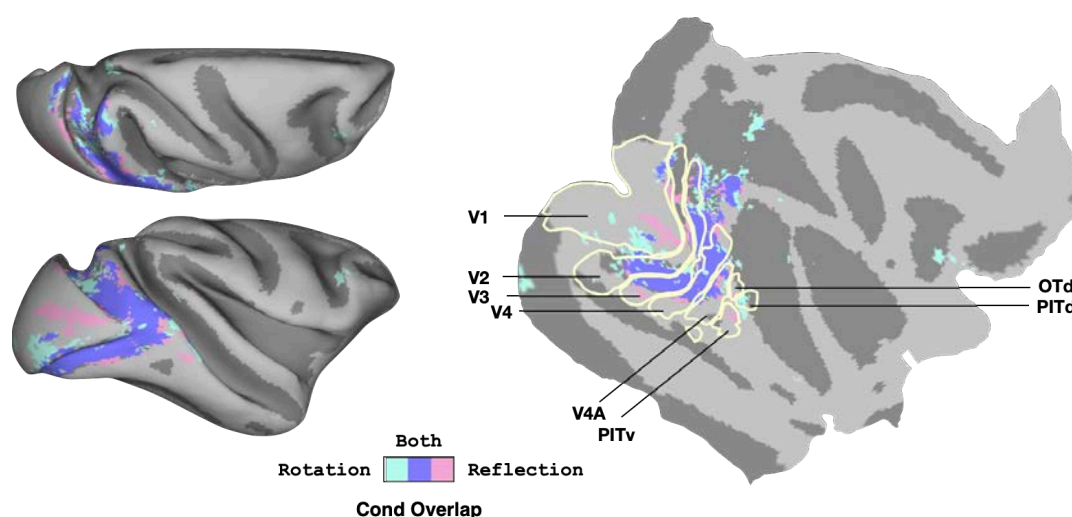 V1
V2
V3
V4
OTd
PITd
V4A
PITv
Both
Rotation Reflection
Cond Overlap